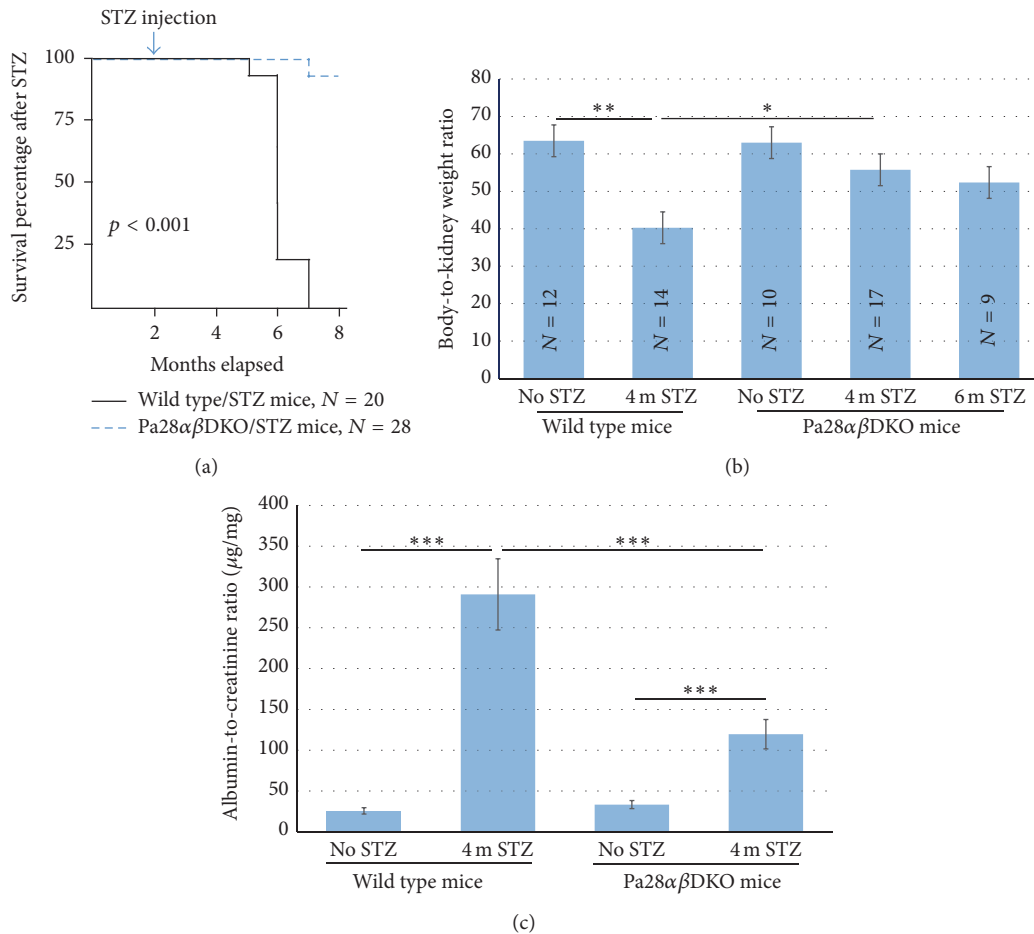 STZ injection
Survival percentage after STZ
100
75
50
25
p < 0.001
2
4
6
8
Months elapsed
Wild type/STZ mice, N = 20
Pa28αβDKO/STZ mice, N = 28
(a)
Body-to-kidney weight ratio
80
70
60
50
40
30
20
10
0
**
*
N = 12
N = 14
N = 10
N = 17
N = 9
No STZ
4 m STZ
No STZ
4 m STZ
6 m STZ
Wild type mice
Pa28αβDKO mice
(b)
Albumin-to-creatinine ratio (μg/mg)
400
350
300
250
200
150
100
50
0
***
***
***
No STZ
4 m STZ
No STZ
4 m STZ
Wild type mice
Pa28αβDKO mice
(c)